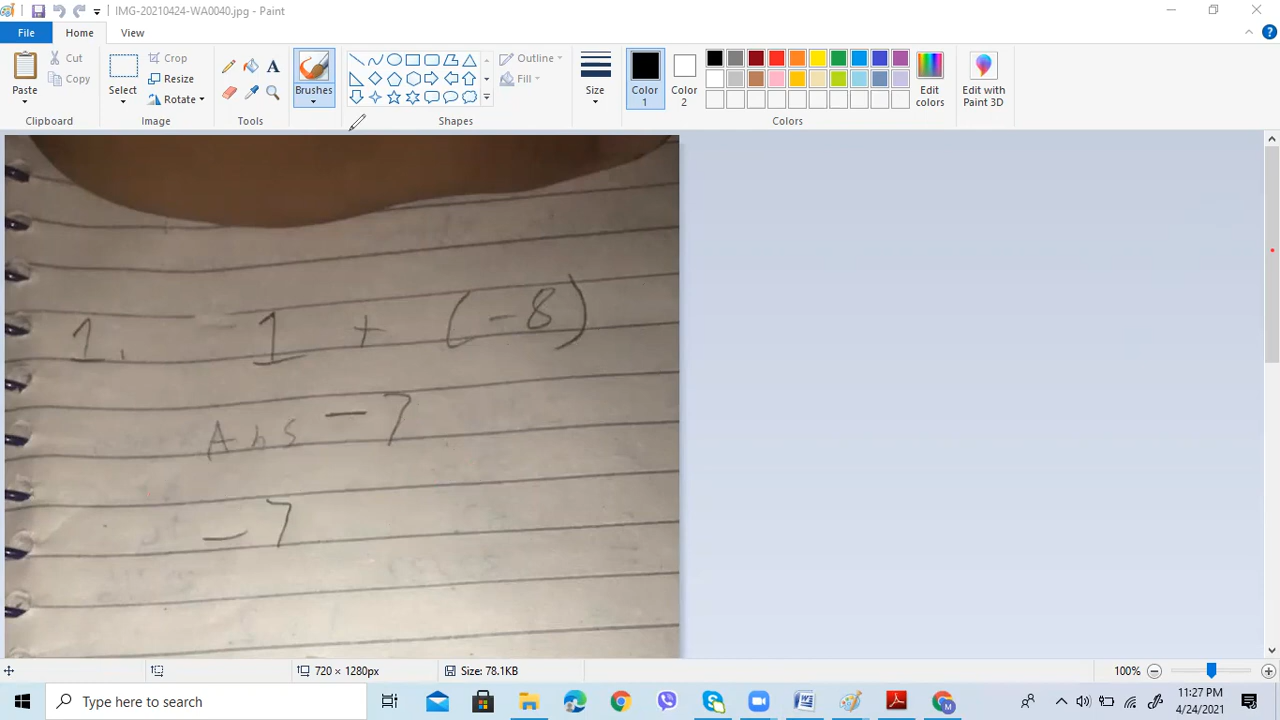 IMG-20210424-WA0040.jpg - Paint
File Home View
Paste Cut Copy Clipboard
Select Crop Resize Rotate Image
Tools
Brushes
Shapes Outline Fill
Size
Color 1 Color 2 Edit colors Colors
Edit with Paint 3D
1. 1 + (-8)
Ans -7
-7
720 × 1280px Size: 78.1KB 100%
Type here to search
11:27 PM
4/24/2021